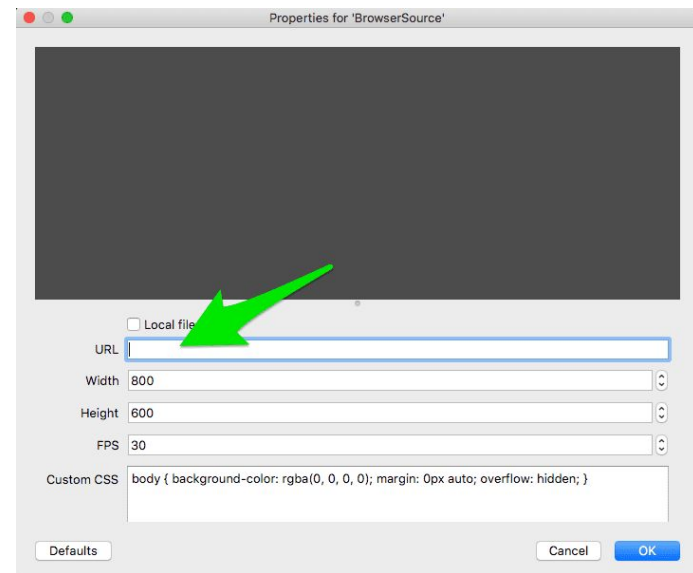 Properties for 'BrowserSource'
Local file
URL
Width 800
Height 600
FPS 30
Custom CSS body { background-color: rgba(0, 0, 0, 0); margin: 0px auto; overflow: hidden; }
Defaults Cancel OK